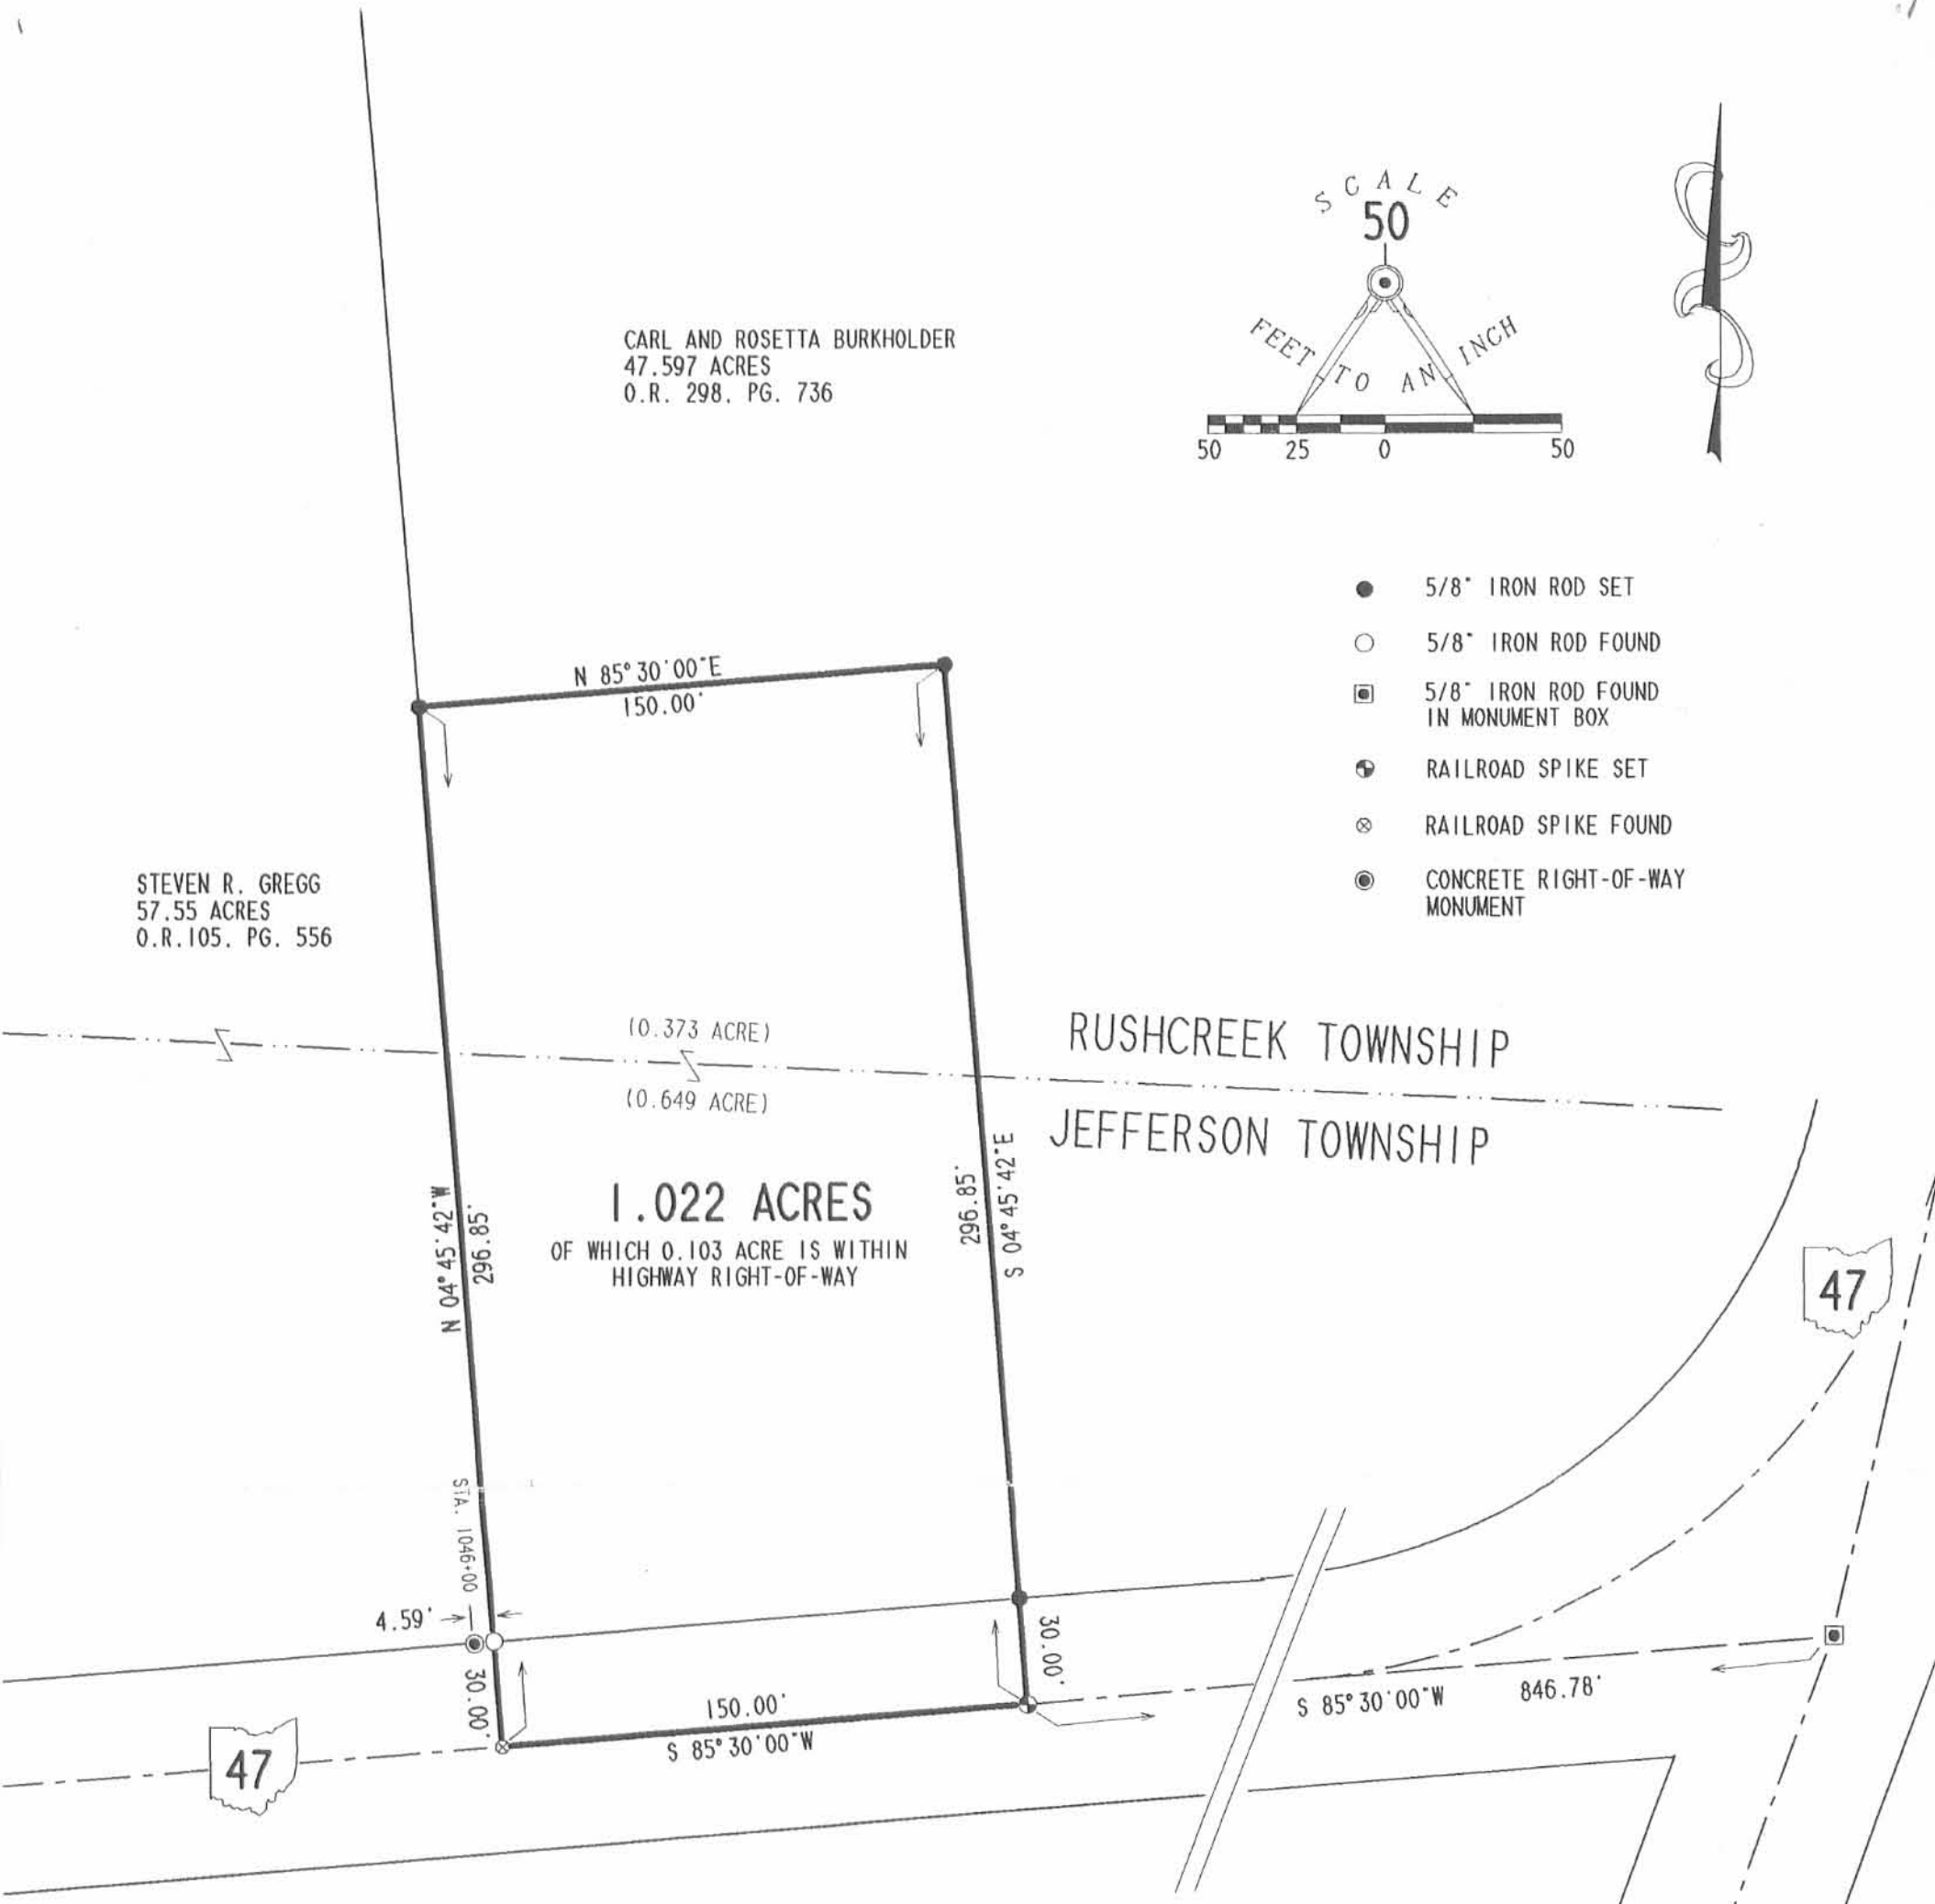 SCALE
50
FEET TO AN INCH
50 25 0 50
CARL AND ROSETTA BURKHOLDER
47.597 ACRES
O.R. 298, PG. 736
5/8" IRON ROD SET
5/8" IRON ROD FOUND
5/8" IRON ROD FOUND
IN MONUMENT BOX
RAILROAD SPIKE SET
RAILROAD SPIKE FOUND
CONCRETE RIGHT-OF-WAY
MONUMENT
N 85°30'00"E
150.00'
STEVEN R. GREGG
57.55 ACRES
O.R.105, PG. 556
(0.373 ACRE)
(0.649 ACRE)
RUSHCREEK TOWNSHIP
JEFFERSON TOWNSHIP
1.022 ACRES
OF WHICH 0.103 ACRE IS WITHIN
HIGHWAY RIGHT-OF-WAY
N 04°45'42"W
296.85'
296.85'
S 04°45'42"E
47
STA. 1046+00
4.59'
30.00'
30.00'
150.00'
S 85°30'00"W
S 85°30'00"W
846.78'
47